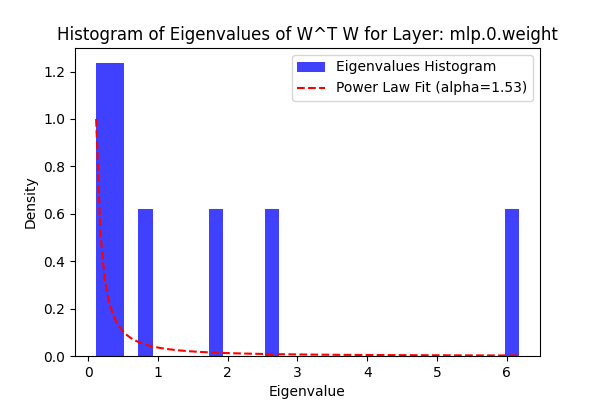 Histogram of Eigenvalues of W^T W for Layer: mlp.0.weight
Eigenvalues Histogram
Power Law Fit (alpha=1.53)
Density
1.2
1.0
0.8
0.6
0.4
0.2
0.0
0 1 2 3 4 5 6
Eigenvalue